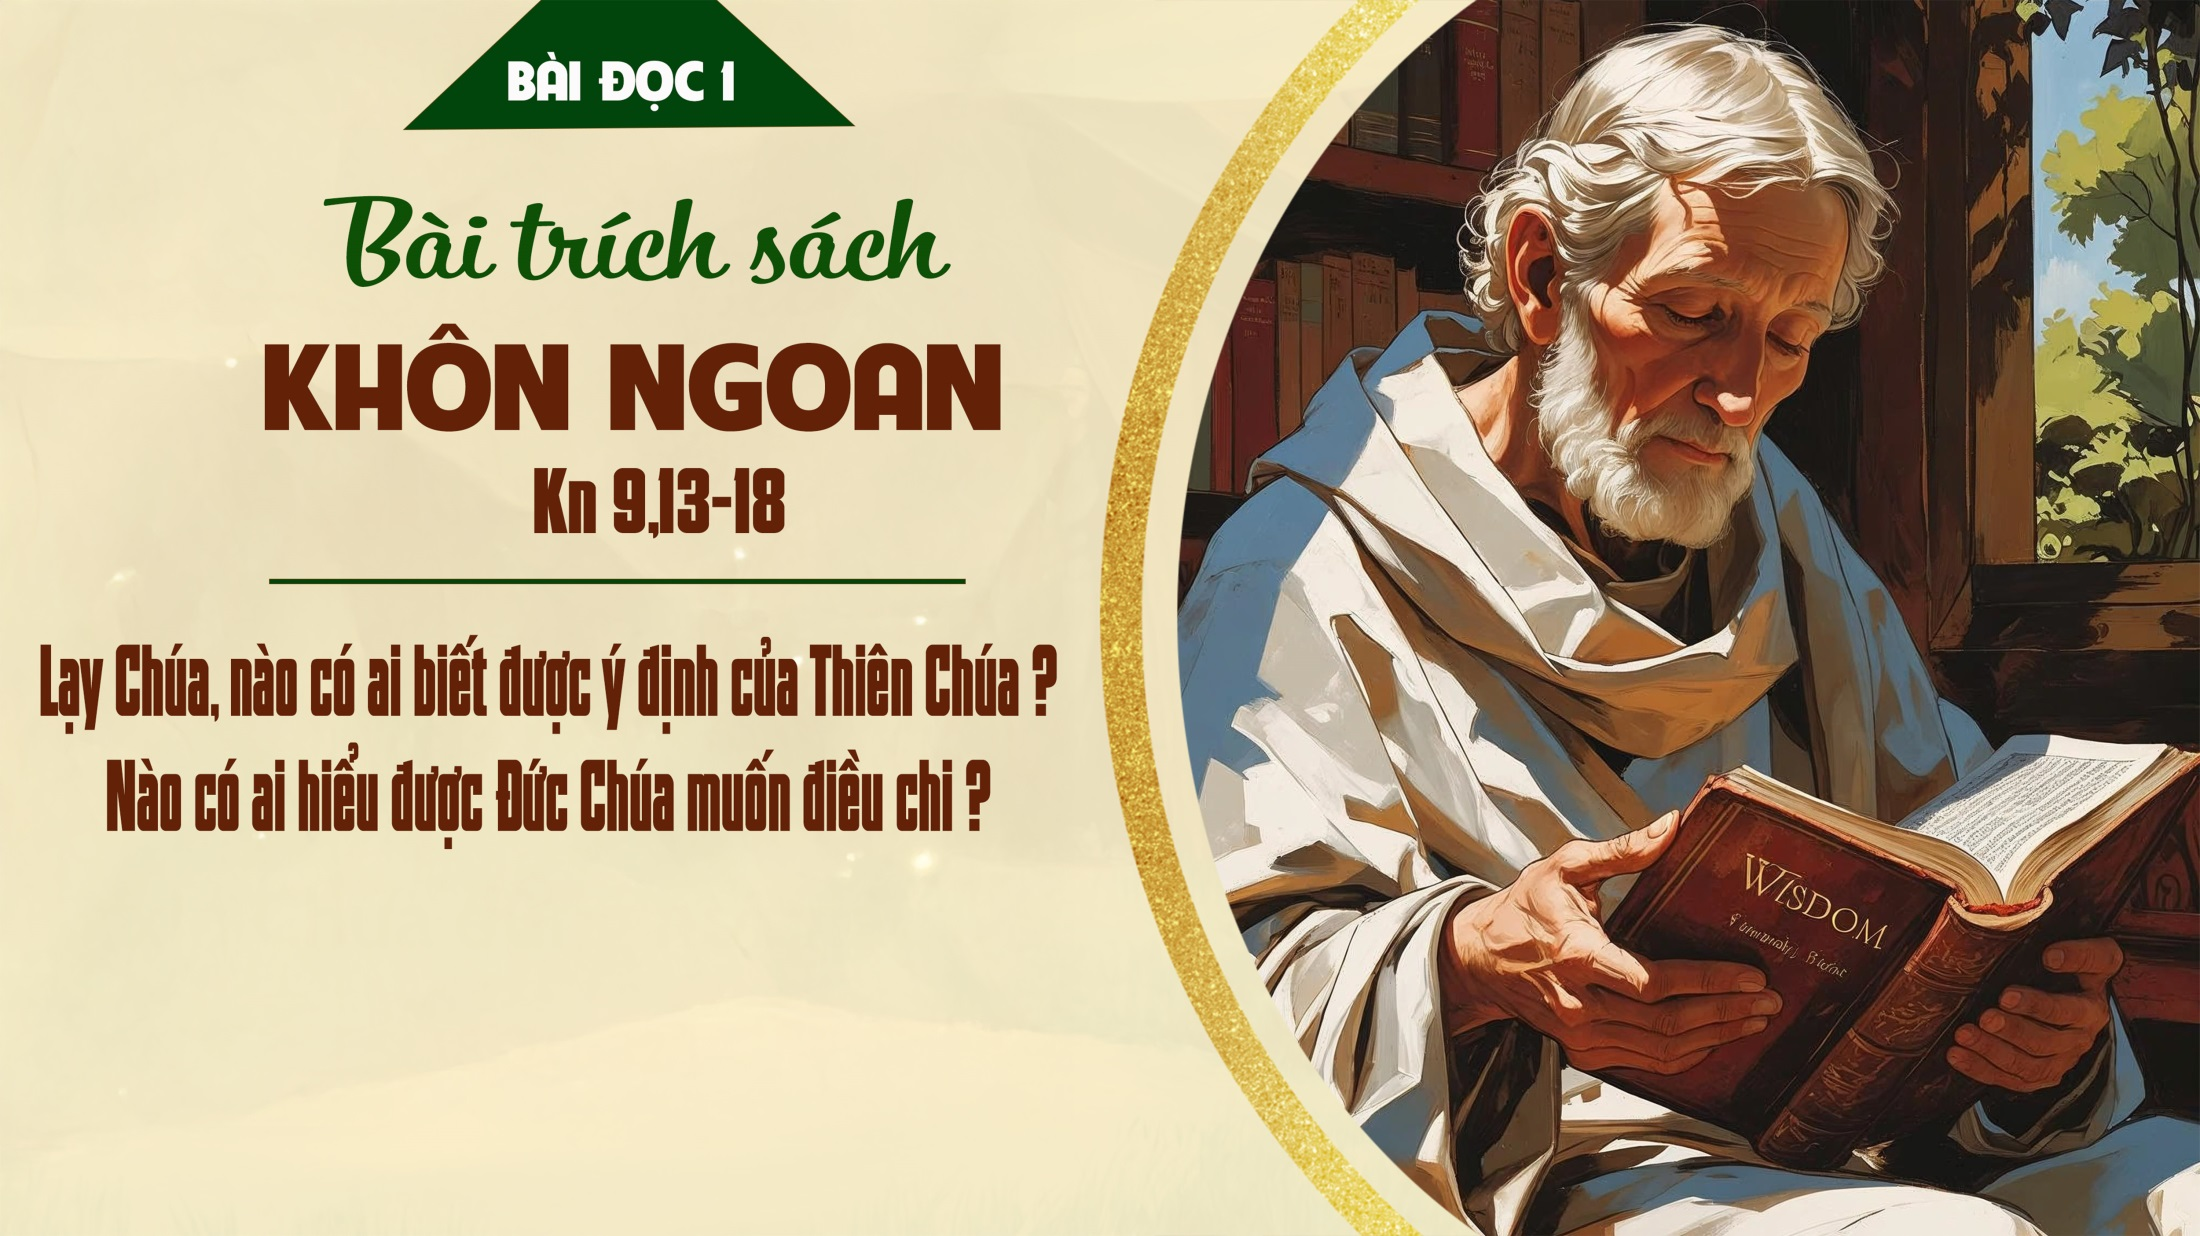 BÀI ĐỌC 1
Bài trích sách
KHÔN NGOAN
Kn 9,13-18
Lạy Chúa, nào có ai biết được ý định của Thiên Chúa ?
Nào có ai hiểu được Đức Chúa muốn điều chi ?
WISDOM